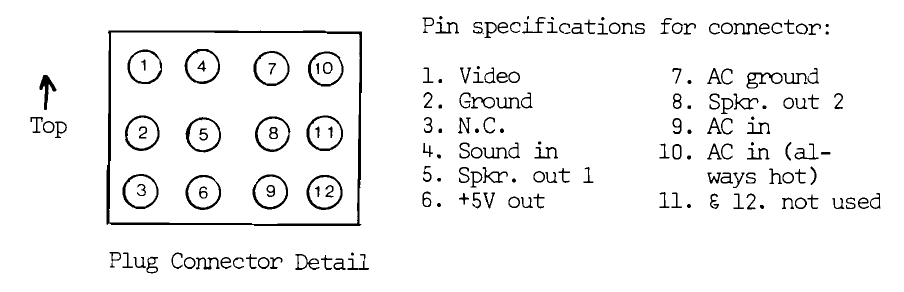 Pin specifications for connector:
1 4 7 10
2 5 8 11
3 6 9 12
Top
1. Video
2. Ground
3. N.C.
4. Sound in
5. Spkr. out 1
6. +5V out
7. AC ground
8. Spkr. out 2
9. AC in
10. AC in (al-
ways hot)
11. & 12. not used
Plug Connector Detail